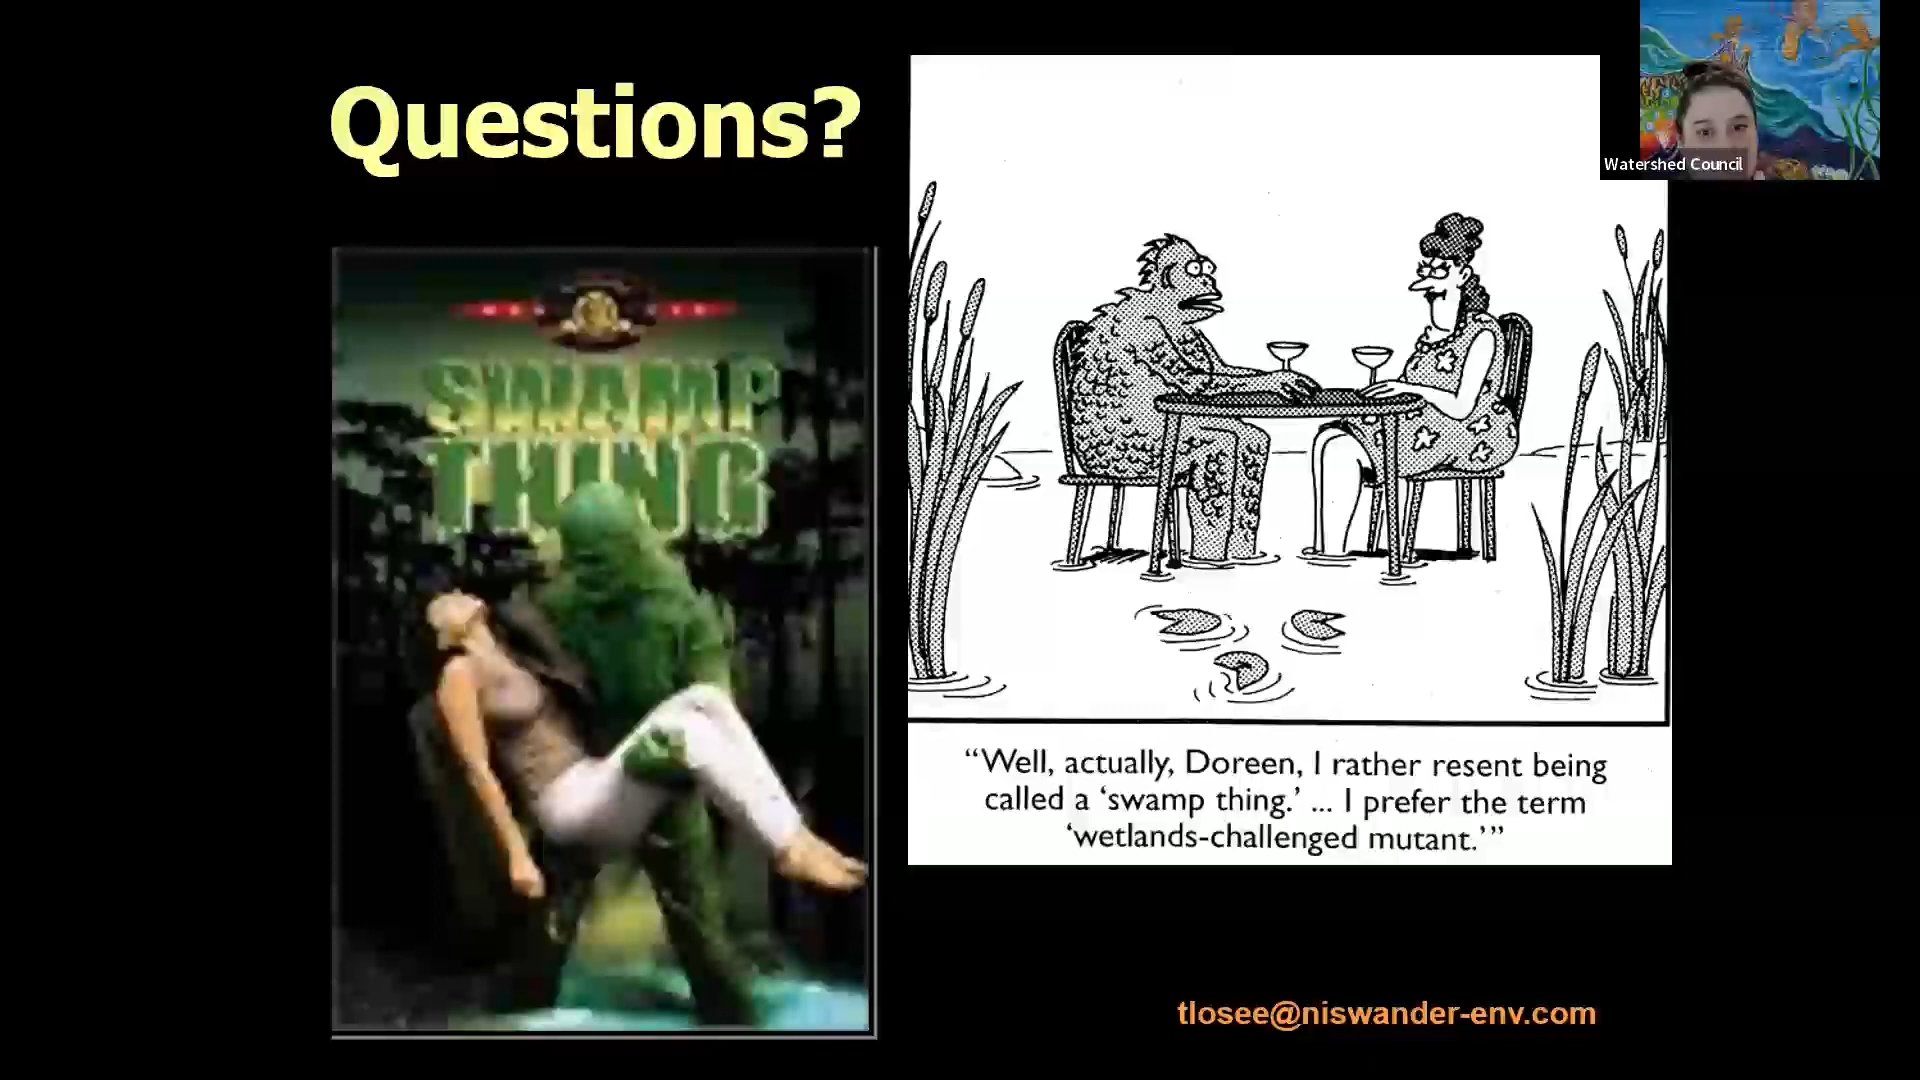 Questions?
Watershed Council
SWAMP
THING
“Well, actually, Doreen, I rather resent being
called a ‘swamp thing.’ ... I prefer the term
‘wetlands-challenged mutant.’”
tlosee@niswander-env.com